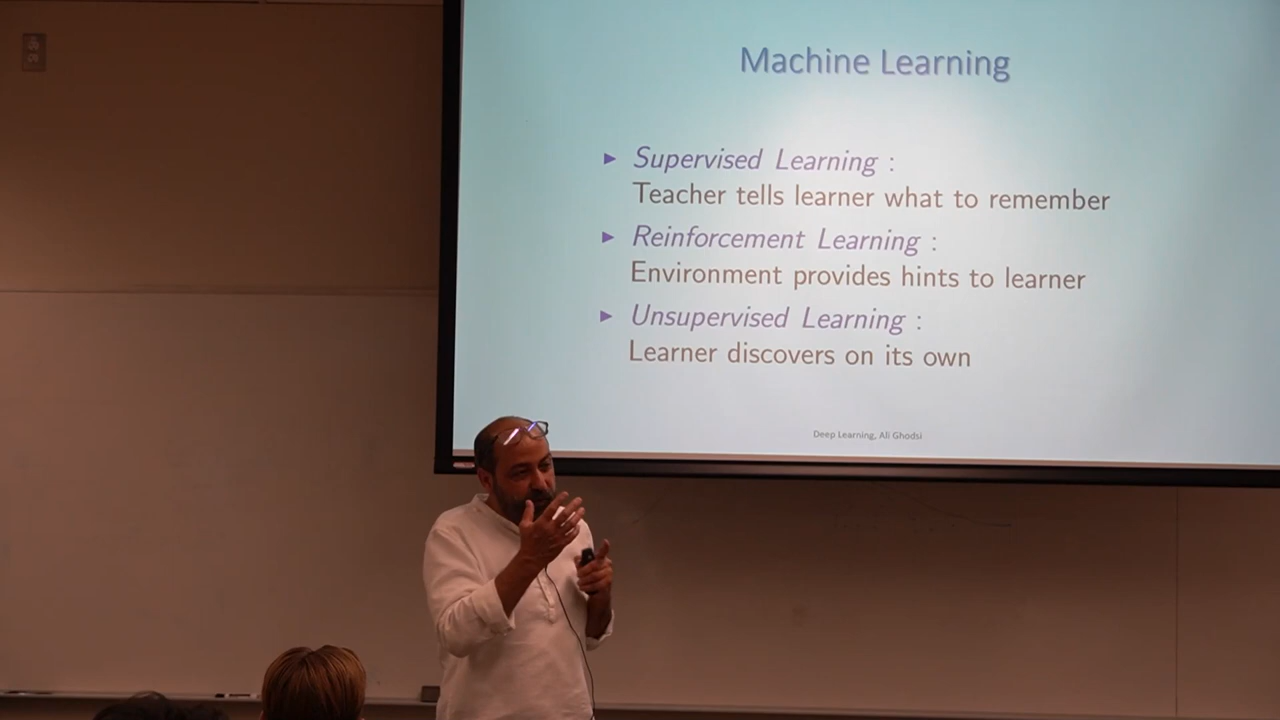 Machine Learning
▶ Supervised Learning :
Teacher tells learner what to remember
▶ Reinforcement Learning :
Environment provides hints to learner
▶ Unsupervised Learning :
Learner discovers on its own
Deep Learning, Ali Ghodsi